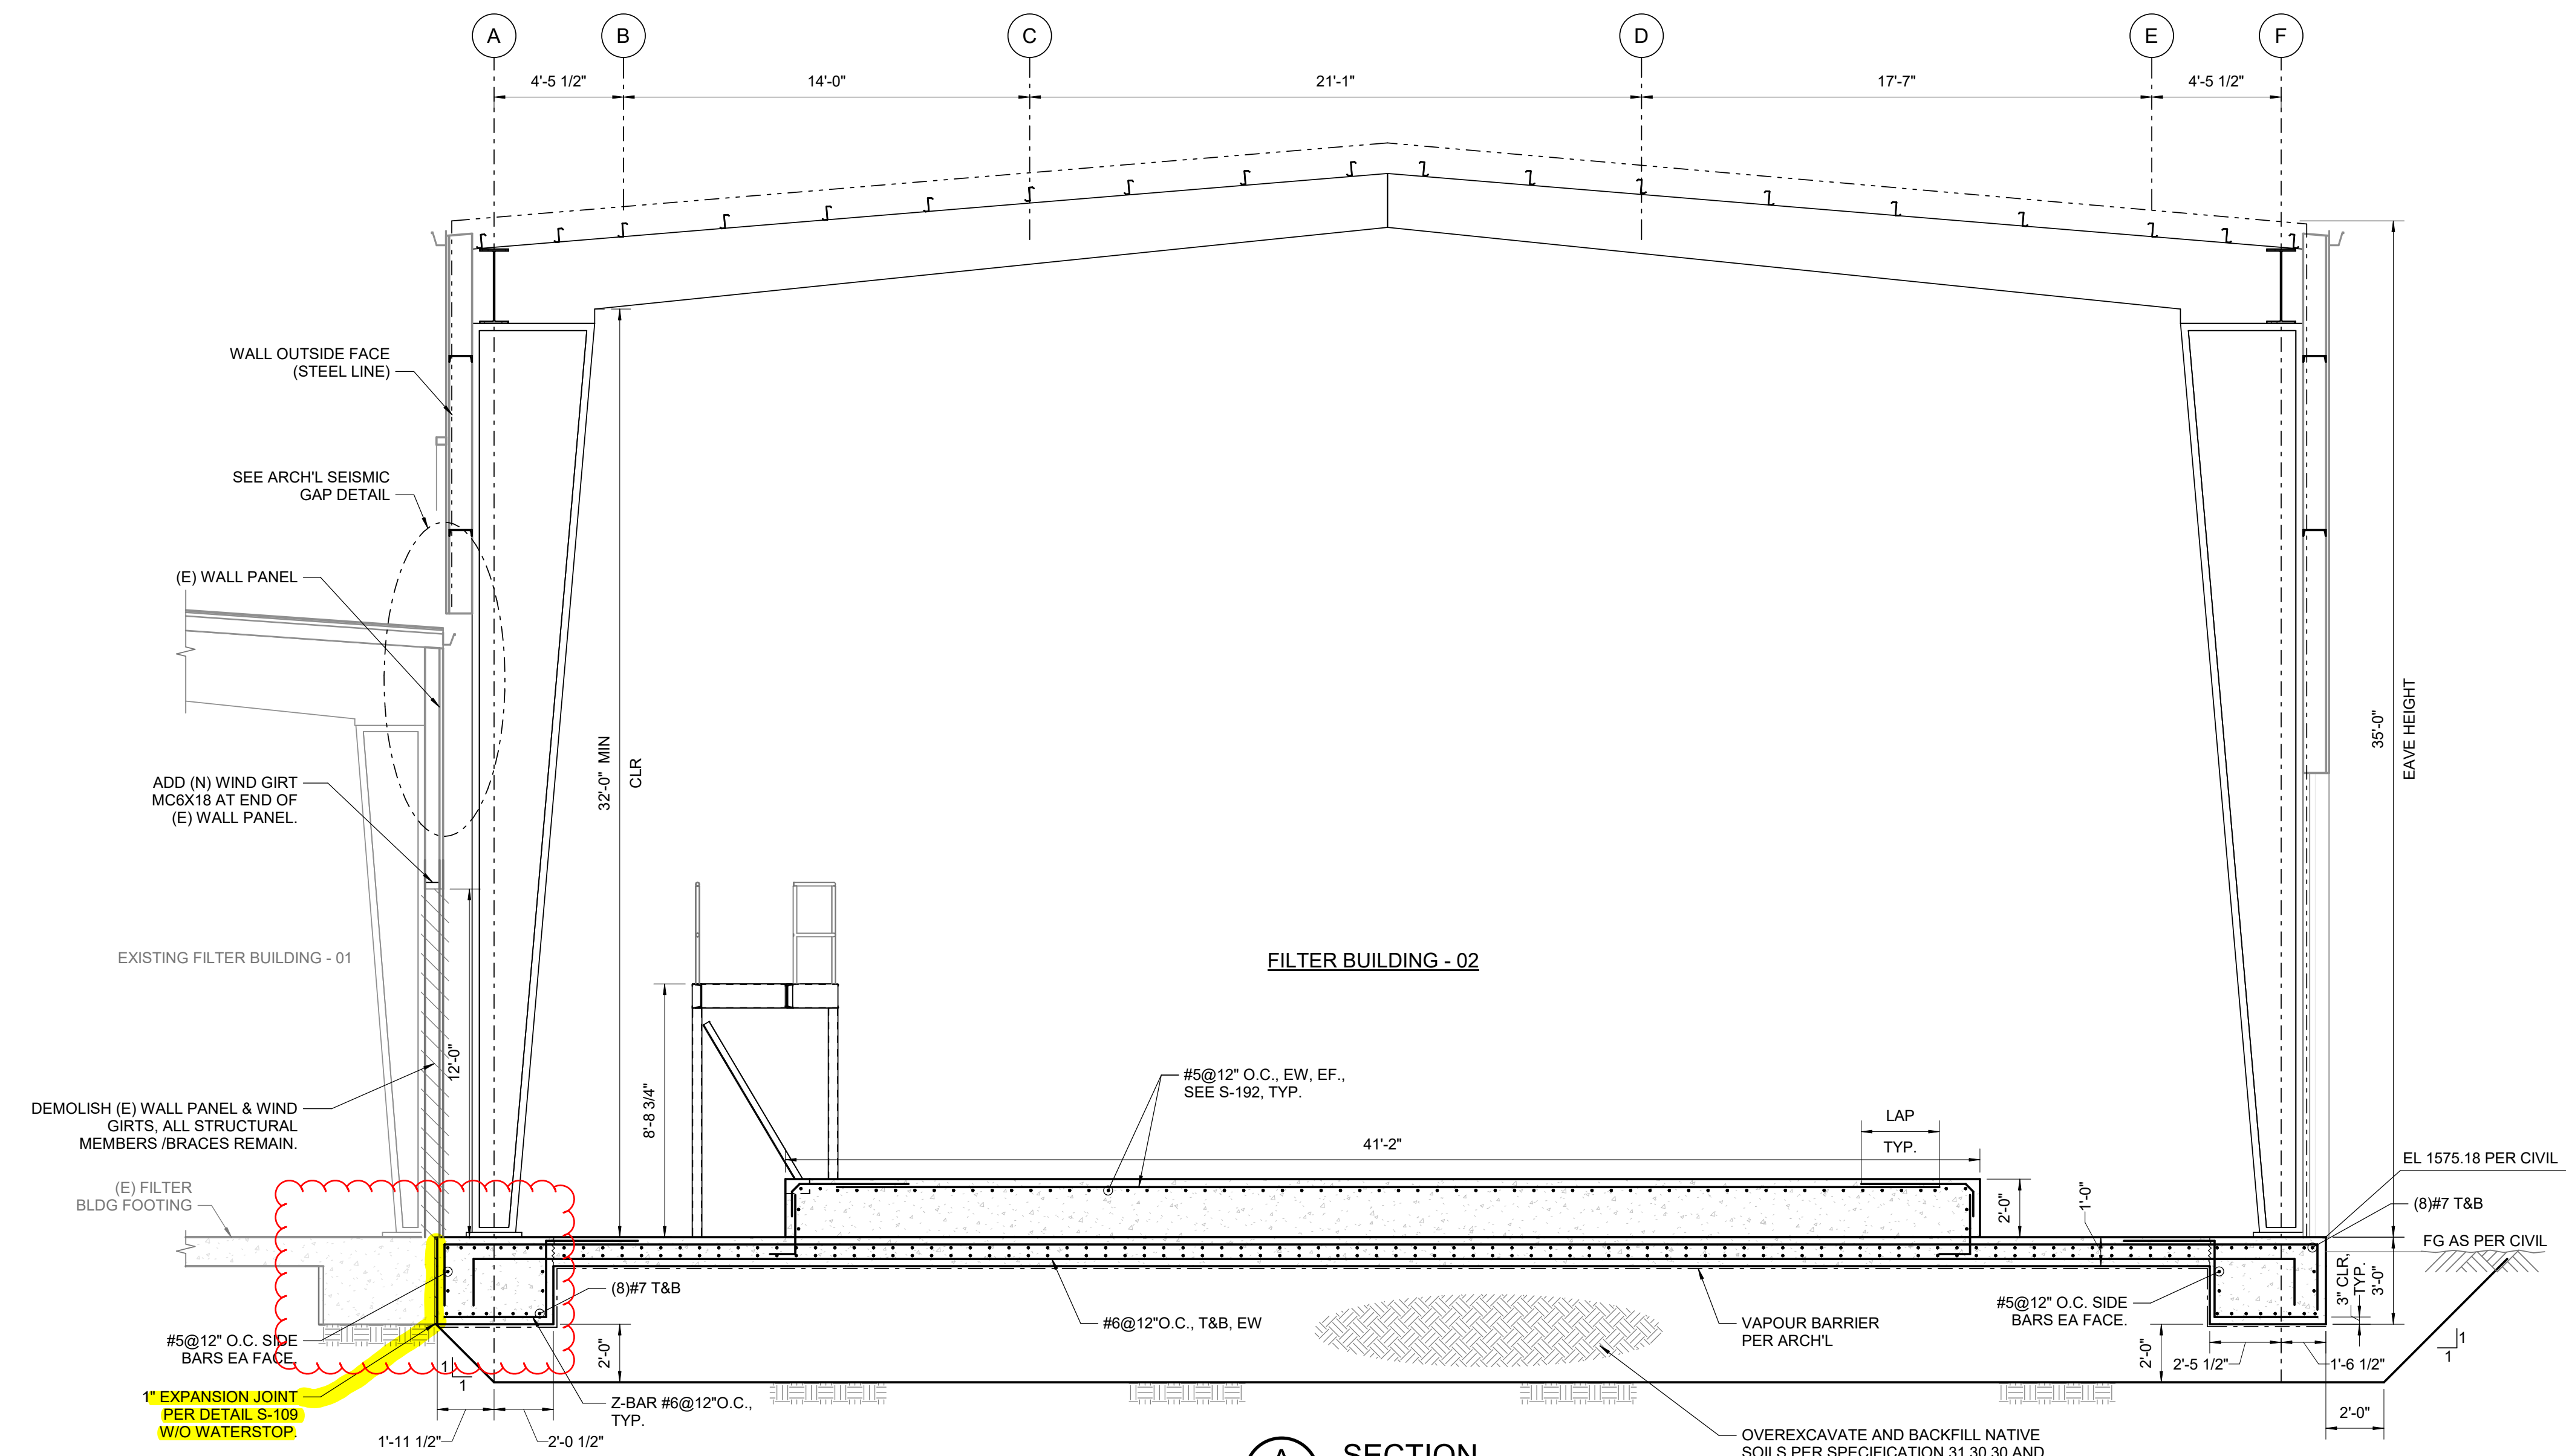 A
B
C
D
E
F
4'-5 1/2"
14'-0"
21'-1"
17'-7"
4'-5 1/2"
WALL OUTSIDE FACE
(STEEL LINE)
SEE ARCH'L SEISMIC
GAP DETAIL
(E) WALL PANEL
32'-0" MIN
CLR
35'-0"
EAVE HEIGHT
ADD (N) WIND GIRT
MC6X18 AT END OF
(E) WALL PANEL.
EXISTING FILTER BUILDING - 01
FILTER BUILDING - 02
12'-0"
8'-8 3/4"
DEMOLISH (E) WALL PANEL & WIND
GIRTS, ALL STRUCTURAL
MEMBERS /BRACES REMAIN.
#5@12" O.C., EW, EF.,
SEE S-192, TYP.
LAP
TYP.
41'-2"
EL 1575.18 PER CIVIL
(E) FILTER
BLDG FOOTING
2'-0"
1'-0"
(8)#7 T&B
FG AS PER CIVIL
(8)#7 T&B
#6@12"O.C., T&B, EW
VAPOUR BARRIER
PER ARCH'L
#5@12" O.C. SIDE
BARS EA FACE.
3" CLR,
TYP.
3'-0"
#5@12" O.C. SIDE
BARS EA FACE.
2'-0"
2'-0"
2'-5 1/2"
1'-6 1/2"
1
1
1
1
1" EXPANSION JOINT
PER DETAIL S-109
W/O WATERSTOP.
Z-BAR #6@12"O.C.,
TYP.
1'-11 1/2"
2'-0 1/2"
2'-0"
OVEREXCAVATE AND BACKFILL NATIVE
SOILS PER SPECIFICATION 31 30 30 AND
A
SECTION